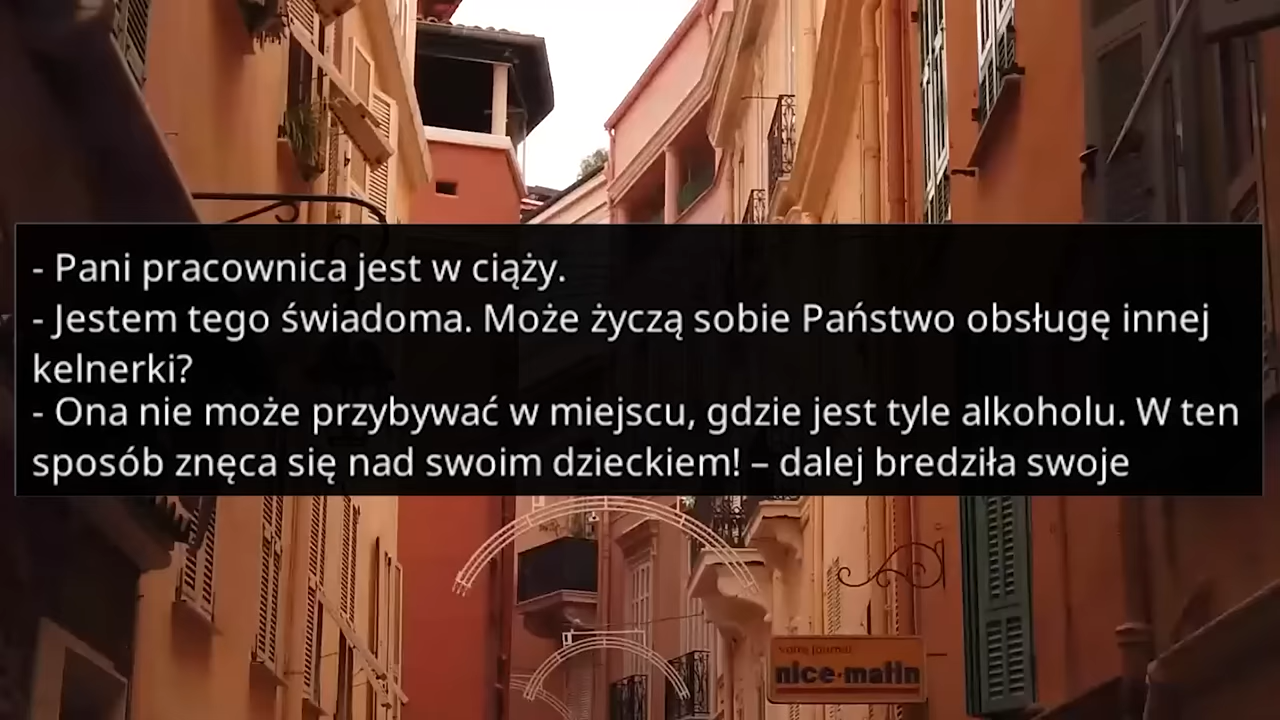 - Pani pracownica jest w ciąży.
- Jestem tego świadoma. Może życzą sobie Państwo obsługę innej
kelnerki?
- Ona nie może przybywać w miejscu, gdzie jest tyle alkoholu. W ten
sposób znęca się nad swoim dzieckiem! – dalej bredziła swoje
votre journal
nice-matin